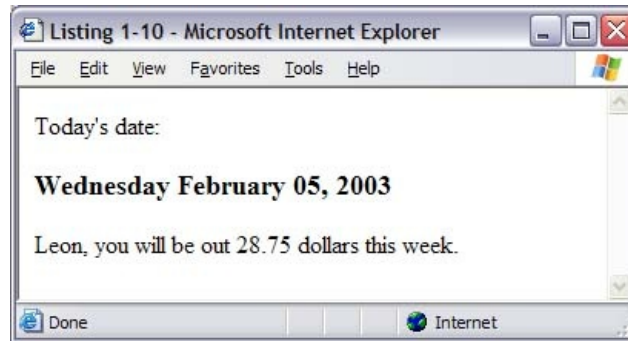 Listing 1-10 - Microsoft Internet Explorer
File Edit View Favorites Tools Help
Today's date:
Wednesday February 05, 2003
Leon, you will be out 28.75 dollars this week.
Done Internet